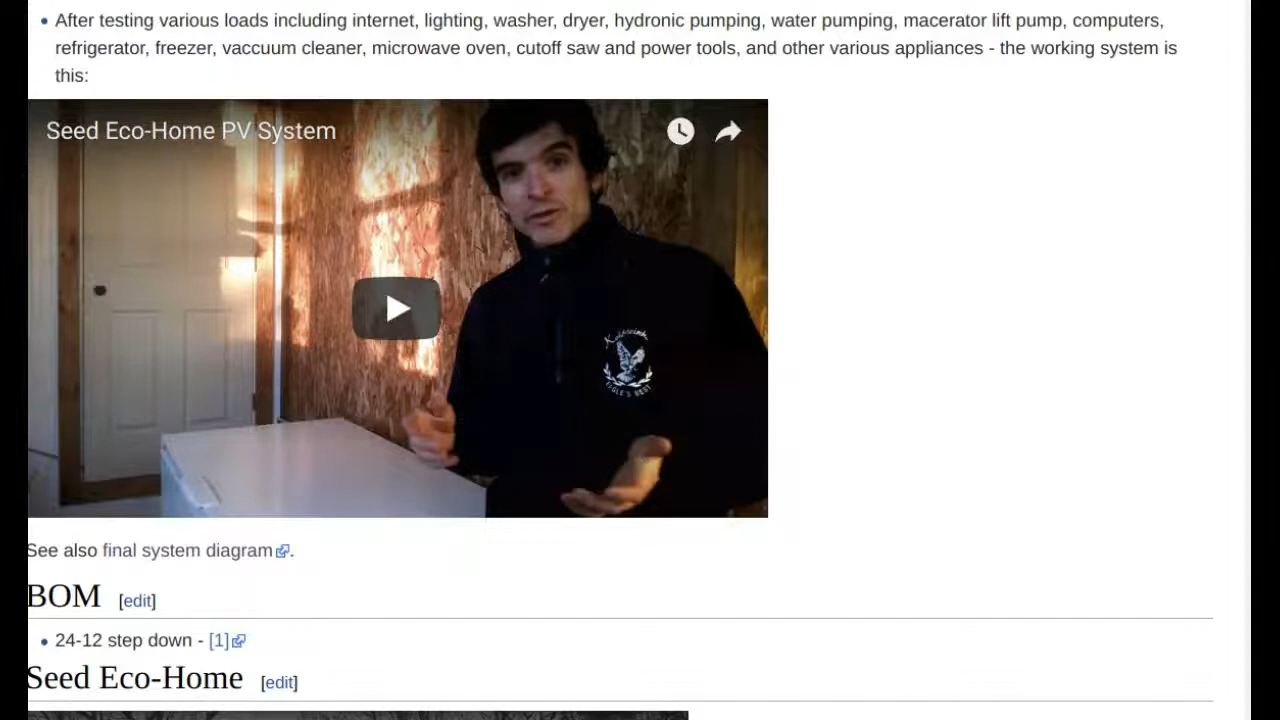 After testing various loads including internet, lighting, washer, dryer, hydronic pumping, water pumping, macerator lift pump, computers,
refrigerator, freezer, vaccuum cleaner, microwave oven, cutoff saw and power tools, and other various appliances - the working system is
this:
Seed Eco-Home PV System
EAGLE'S NEST
See also final system diagram.
BOM [edit]
24-12 step down - [1]
Seed Eco-Home [edit]